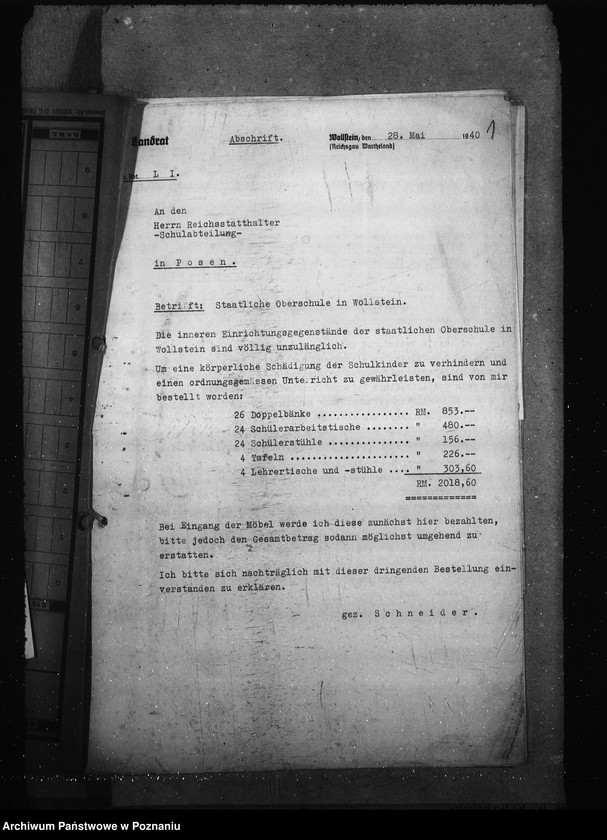 Landrat
Abschrift.
Wollstein, den 28. Mai 1940
1
(Reichsgau Wartheland)
L I.
An den
Herrn Reichsstatthalter
-Schulabteilung-
in Posen.
Betrifft: Staatliche Oberschule in Wollstein.
Die inneren Einrichtungsgegenstände der staatlichen Oberschule in
Wollstein sind völlig unzulänglich.
Um eine körperliche Schädigung der Schulkinder zu verhindern und
einen ordnungsgemässen Unterricht zu gewährleisten, sind von mir
bestellt worden:
26 Doppelbänke ................. RM. 853.--
24 Schülerarbeitstische ........ " 480.--
24 Schülerstühle ............... " 156.--
4 Tafeln ...................... " 226.--
4 Lehrertische und -stühle .... " 303,60
RM. 2018,60
=============
Bei Eingang der Möbel werde ich diese zunächst hier bezahlten,
bitte jedoch den Gesamtbetrag sodann möglichst umgehend zu
erstatten.
Ich bitte sich nachträglich mit dieser dringenden Bestellung ein-
verstanden zu erklären.
gez. Schneider.
Archiwum Państwowe w Poznaniu